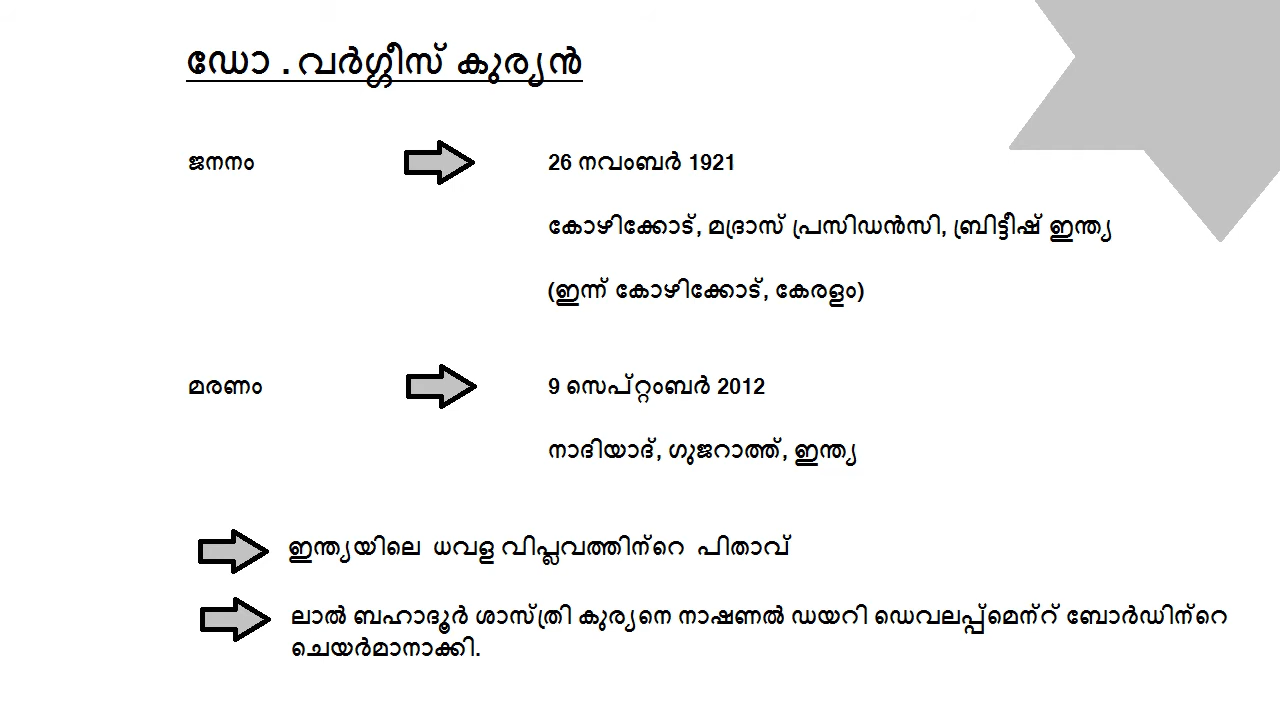 ഡോ . വർഗ്ഗീസ് കുര്യൻ
ജനനം 26 നവംബർ 1921
കോഴിക്കോട്, മദ്രാസ് പ്രസിഡൻസി, ബ്രിട്ടീഷ് ഇന്ത്യ
(ഇന്ന് കോഴിക്കോട്, കേരളം)
മരണം 9 സെപ്റ്റംബർ 2012
നാദിയാദ്, ഗുജറാത്ത്, ഇന്ത്യ
ഇന്ത്യയിലെ ധവള വിപ്ലവത്തിന്റെ പിതാവ്
ലാൽ ബഹാദൂർ ശാസ്ത്രി കുര്യനെ നാഷണൽ ഡയറി ഡെവലപ്പ്മെന്റ് ബോർഡിന്റെ
ചെയർമാനാക്കി.